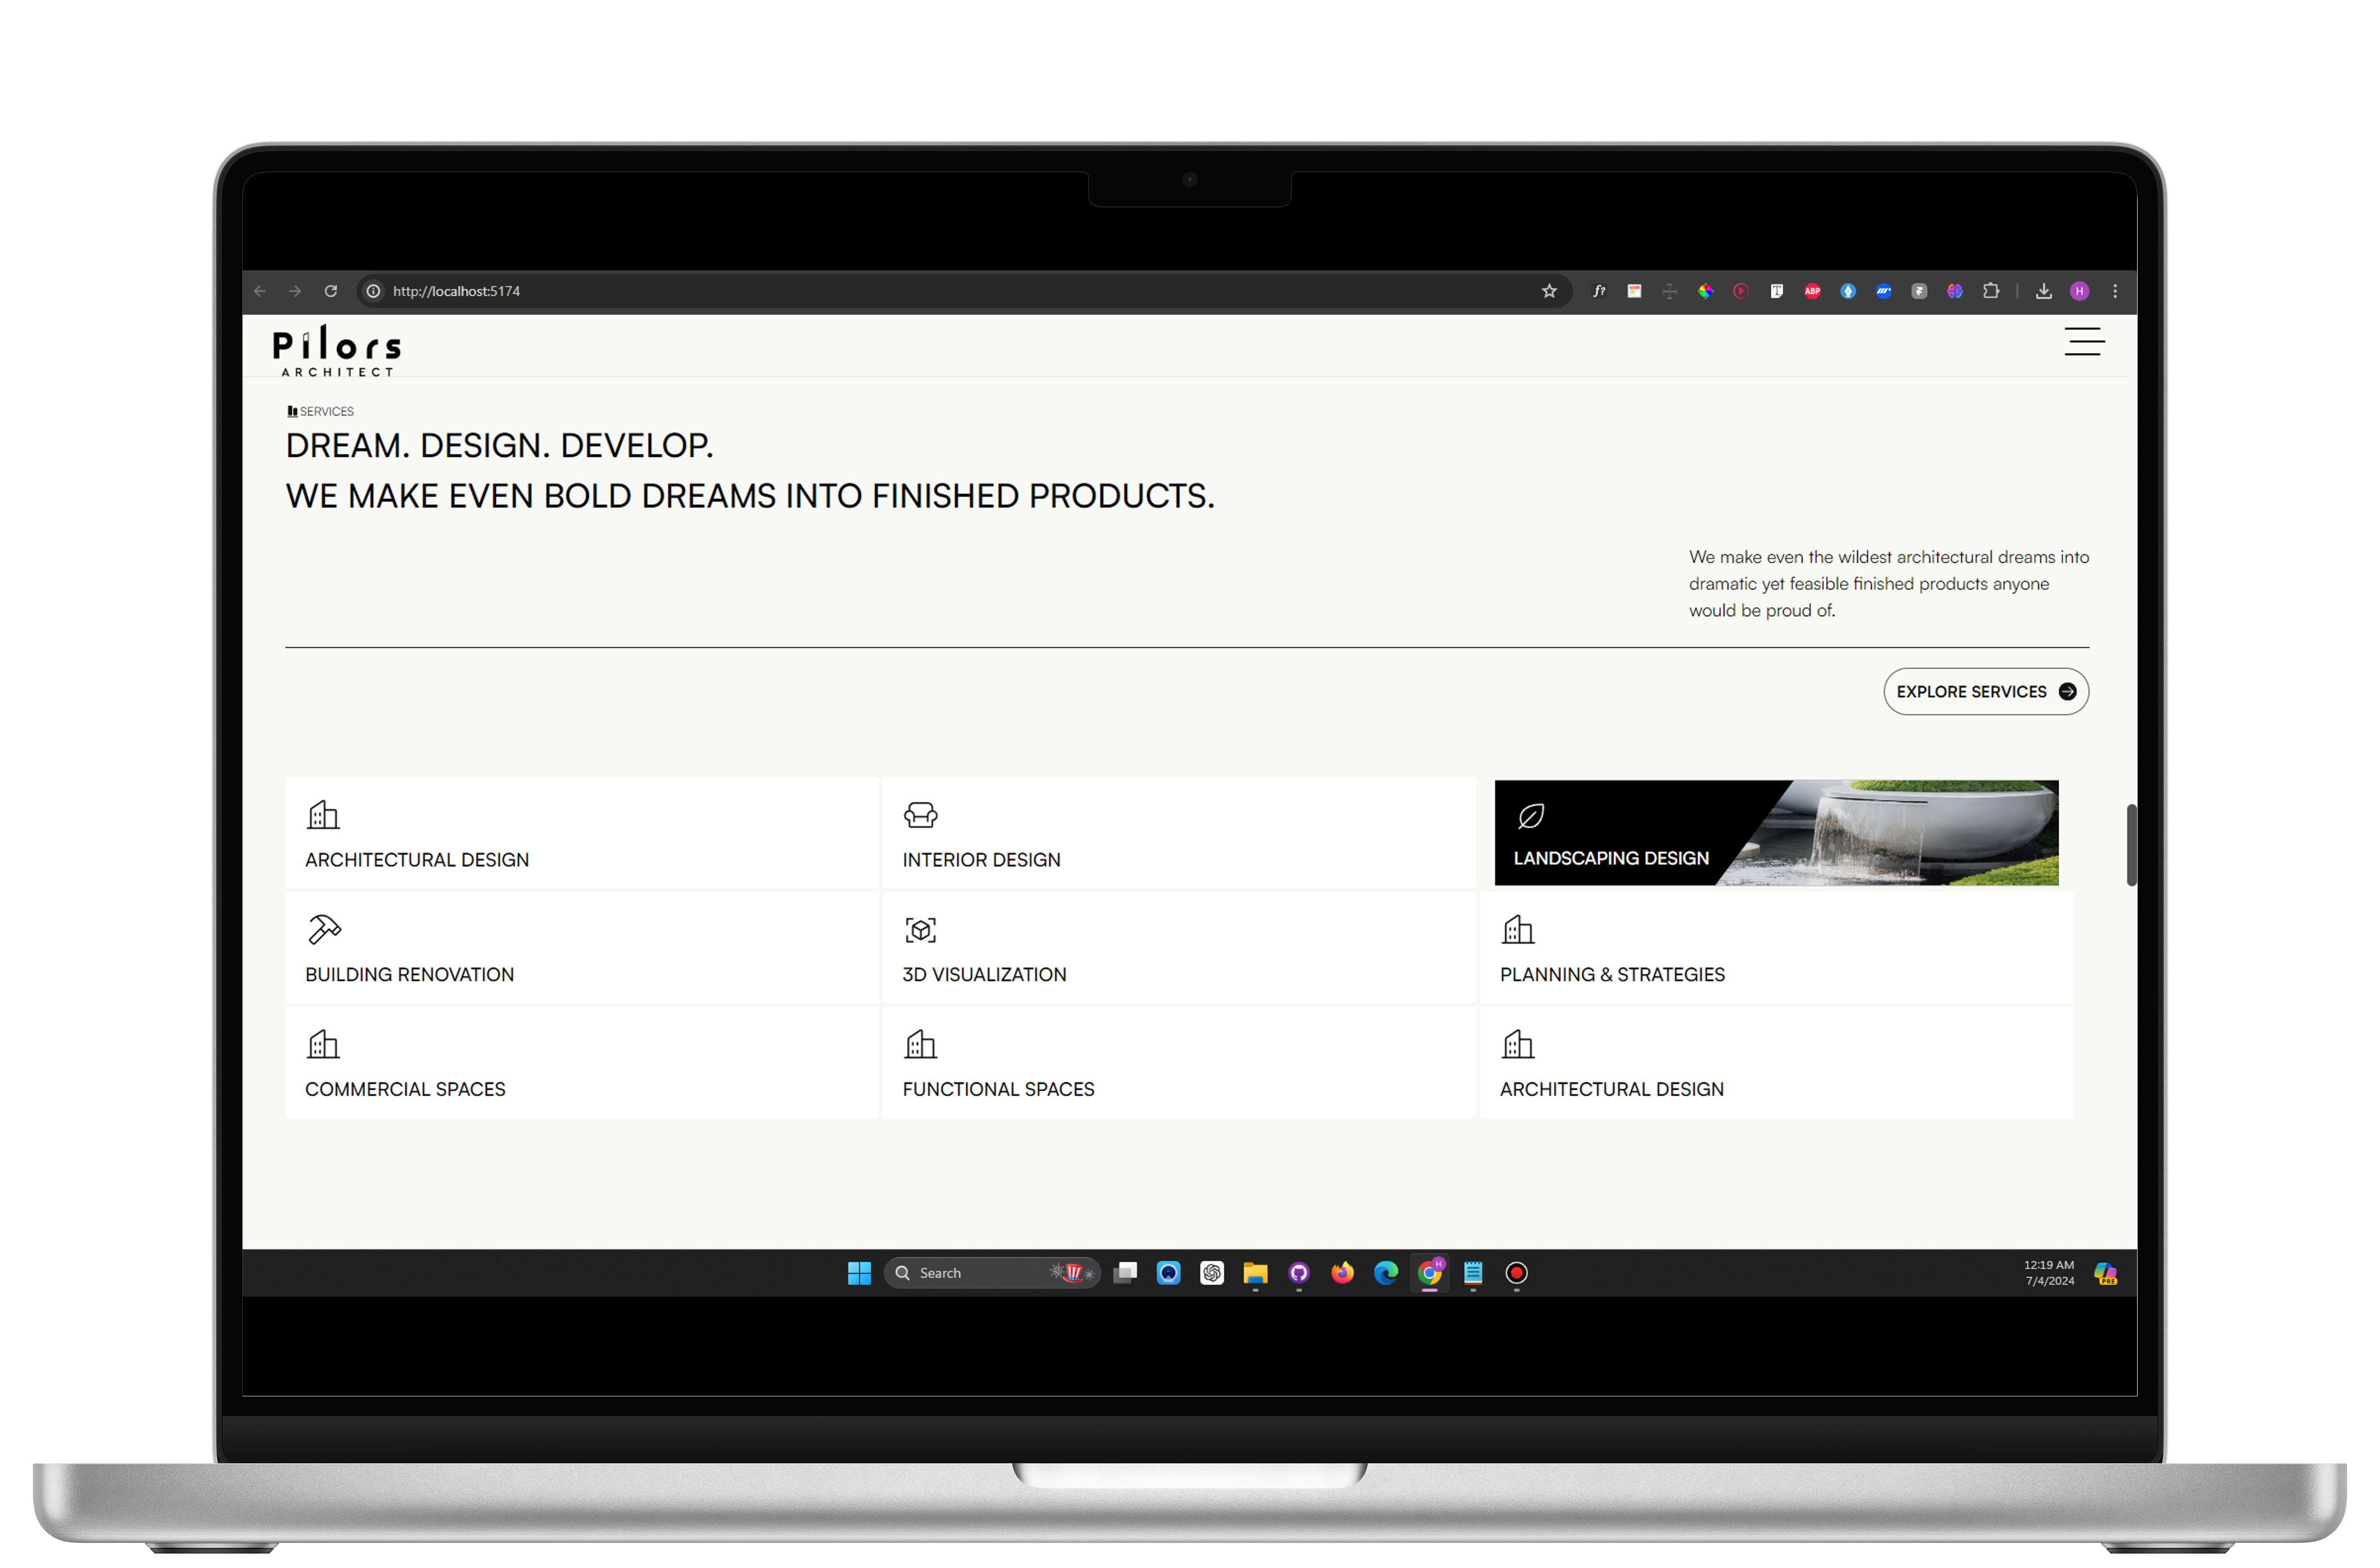 http://localhost:5174
f?
ABP
H
Pilors
ARCHITECT
SERVICES
DREAM. DESIGN. DEVELOP.
WE MAKE EVEN BOLD DREAMS INTO FINISHED PRODUCTS.
We make even the wildest architectural dreams into
dramatic yet feasible finished products anyone
would be proud of.
EXPLORE SERVICES
ARCHITECTURAL DESIGN
INTERIOR DESIGN
LANDSCAPING DESIGN
BUILDING RENOVATION
3D VISUALIZATION
PLANNING & STRATEGIES
COMMERCIAL SPACES
FUNCTIONAL SPACES
ARCHITECTURAL DESIGN
Search
H
12:19 AM
7/4/2024
PRE